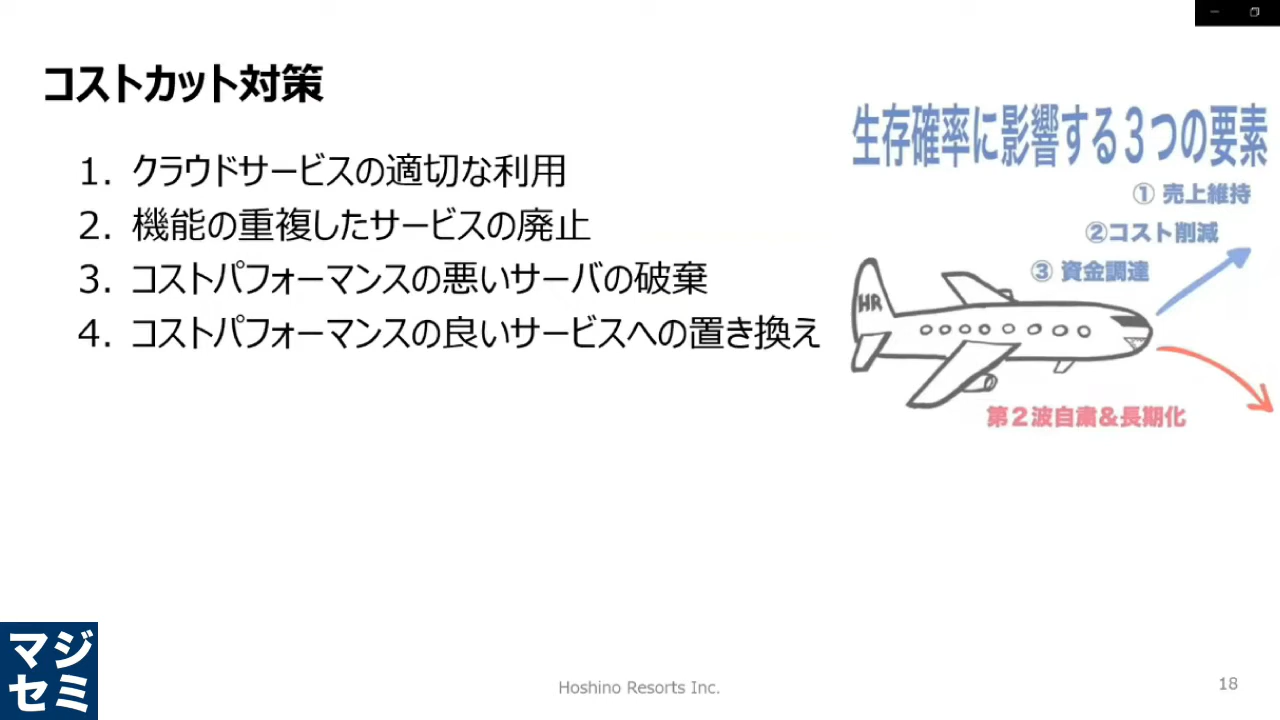 コストカット対策
1. クラウドサービスの適切な利用
2. 機能の重複したサービスの廃止
3. コストパフォーマンスの悪いサーバの破棄
4. コストパフォーマンスの良いサービスへの置き換え
生存確率に影響する3つの要素
① 売上維持
②コスト削減
③ 資金調達
HR
第2波自粛&長期化
マジ
セミ
Hoshino Resorts Inc.
18